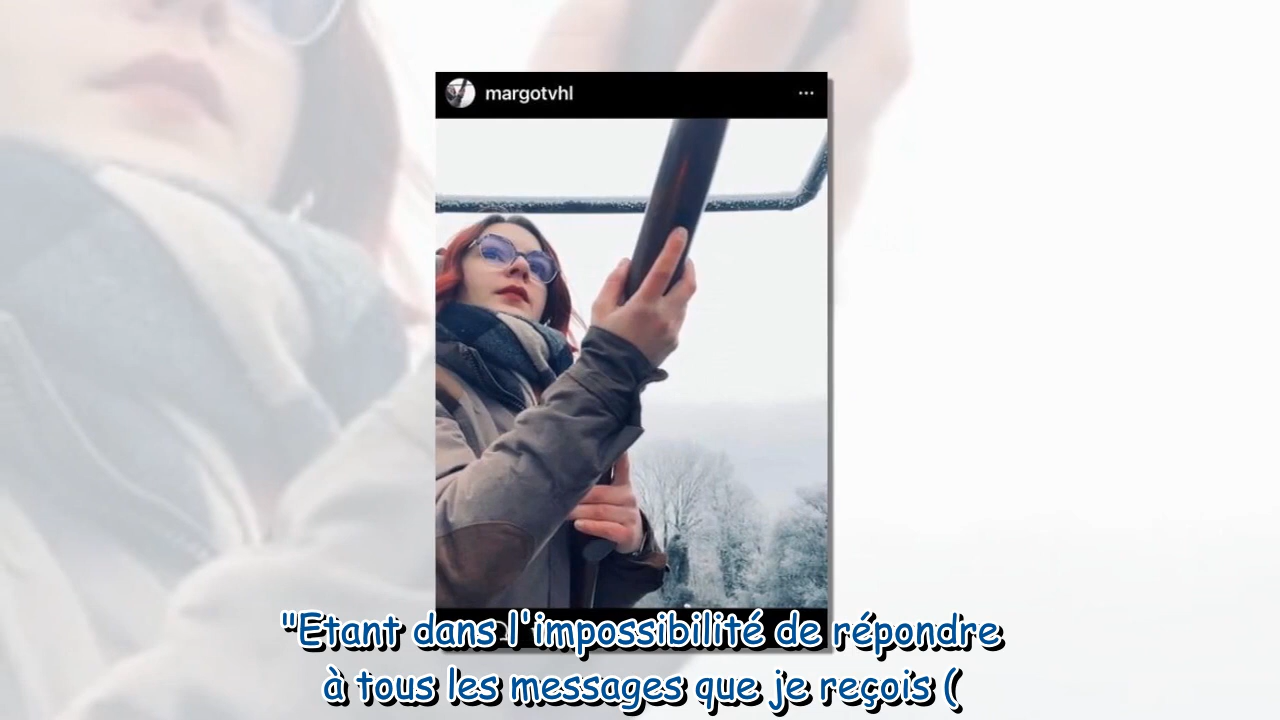 margotvhl
"Etant dans l'impossibilité de répondre
à tous les messages que je reçois (